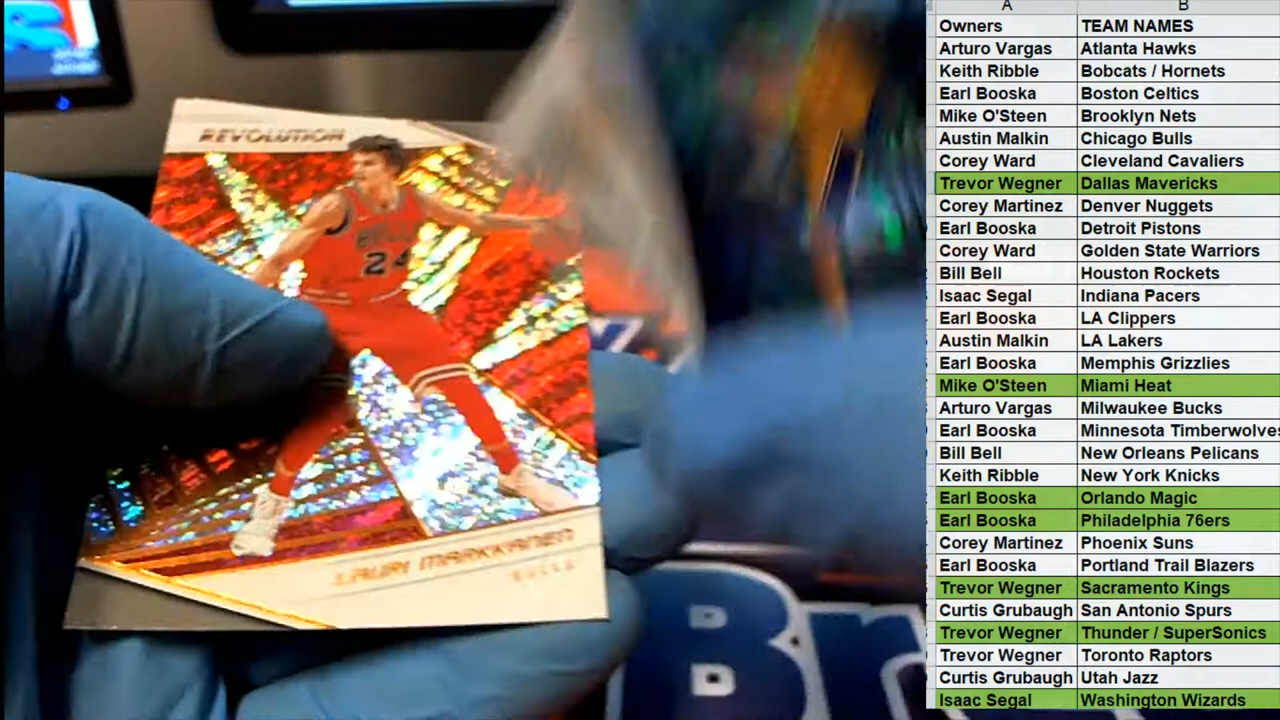 A B
Owners TEAM NAMES
Arturo Vargas Atlanta Hawks
Keith Ribble Bobcats / Hornets
Earl Booska Boston Celtics
Mike O'Steen Brooklyn Nets
Austin Malkin Chicago Bulls
Corey Ward Cleveland Cavaliers
Trevor Wegner Dallas Mavericks
Corey Martinez Denver Nuggets
Earl Booska Detroit Pistons
Corey Ward Golden State Warriors
Bill Bell Houston Rockets
Isaac Segal Indiana Pacers
Earl Booska LA Clippers
Austin Malkin LA Lakers
Earl Booska Memphis Grizzlies
Mike O'Steen Miami Heat
Arturo Vargas Milwaukee Bucks
Earl Booska Minnesota Timberwolves
Bill Bell New Orleans Pelicans
Keith Ribble New York Knicks
Earl Booska Orlando Magic
Earl Booska Philadelphia 76ers
Corey Martinez Phoenix Suns
Earl Booska Portland Trail Blazers
Trevor Wegner Sacramento Kings
Curtis Grubaugh San Antonio Spurs
Trevor Wegner Thunder / SuperSonics
Trevor Wegner Toronto Raptors
Curtis Grubaugh Utah Jazz
Isaac Segal Washington Wizards
REVOLUTION
24
LAURI MARKKANEN
BULLS
Br